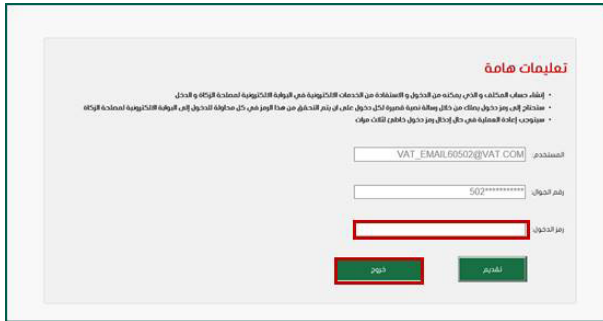 تعليمات هامة
• إنشاء حساب المكلف و الذي يمكنه من الدخول و الاستفادة من الخدمات الالكترونية في البوابة الالكترونية لمصلحة الزكاة و الدخل
• ستحتاج إلى رمز دخول يصلك من خلال رسالة نصية قصيرة لكل دخول على ان يتم التحقق من هذا الرمز في كل محاولة للدخول إلى البوابة الالكترونية لمصلحة الزكاة
• سيتوجب إعادة العملية في حال إدخال رمز دخول خاطئ لثلاث مرات
المستخدم: VAT_EMAIL60502@VAT.COM
رقم الجوال: 502***********
رمز الدخول:
تقديم خروج